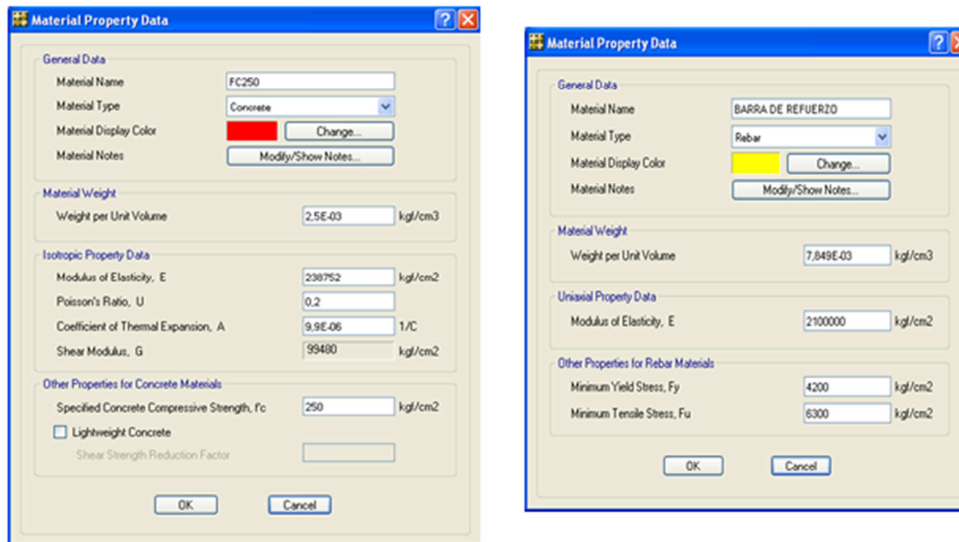 Material Property Data
General Data
Material Name FC250
Material Type Concrete
Material Display Color Change...
Material Notes Modify/Show Notes...
Material Weight
Weight per Unit Volume 2,5E-03 kgf/cm3
Isotropic Property Data
Modulus of Elasticity, E 238752 kgf/cm2
Poisson's Ratio, U 0,2
Coefficient of Thermal Expansion, A 9,9E-06 1/C
Shear Modulus, G 99480 kgf/cm2
Other Properties for Concrete Materials
Specified Concrete Compressive Strength, f'c 250 kgf/cm2
Lightweight Concrete
Shear Strength Reduction Factor
OK Cancel
Material Property Data
General Data
Material Name BARRA DE REFUERZO
Material Type Rebar
Material Display Color Change...
Material Notes Modify/Show Notes...
Material Weight
Weight per Unit Volume 7,849E-03 kgf/cm3
Uniaxial Property Data
Modulus of Elasticity, E 2100000 kgf/cm2
Other Properties for Rebar Materials
Minimum Yield Stress, Fy 4200 kgf/cm2
Minimum Tensile Stress, Fu 6300 kgf/cm2
OK Cancel